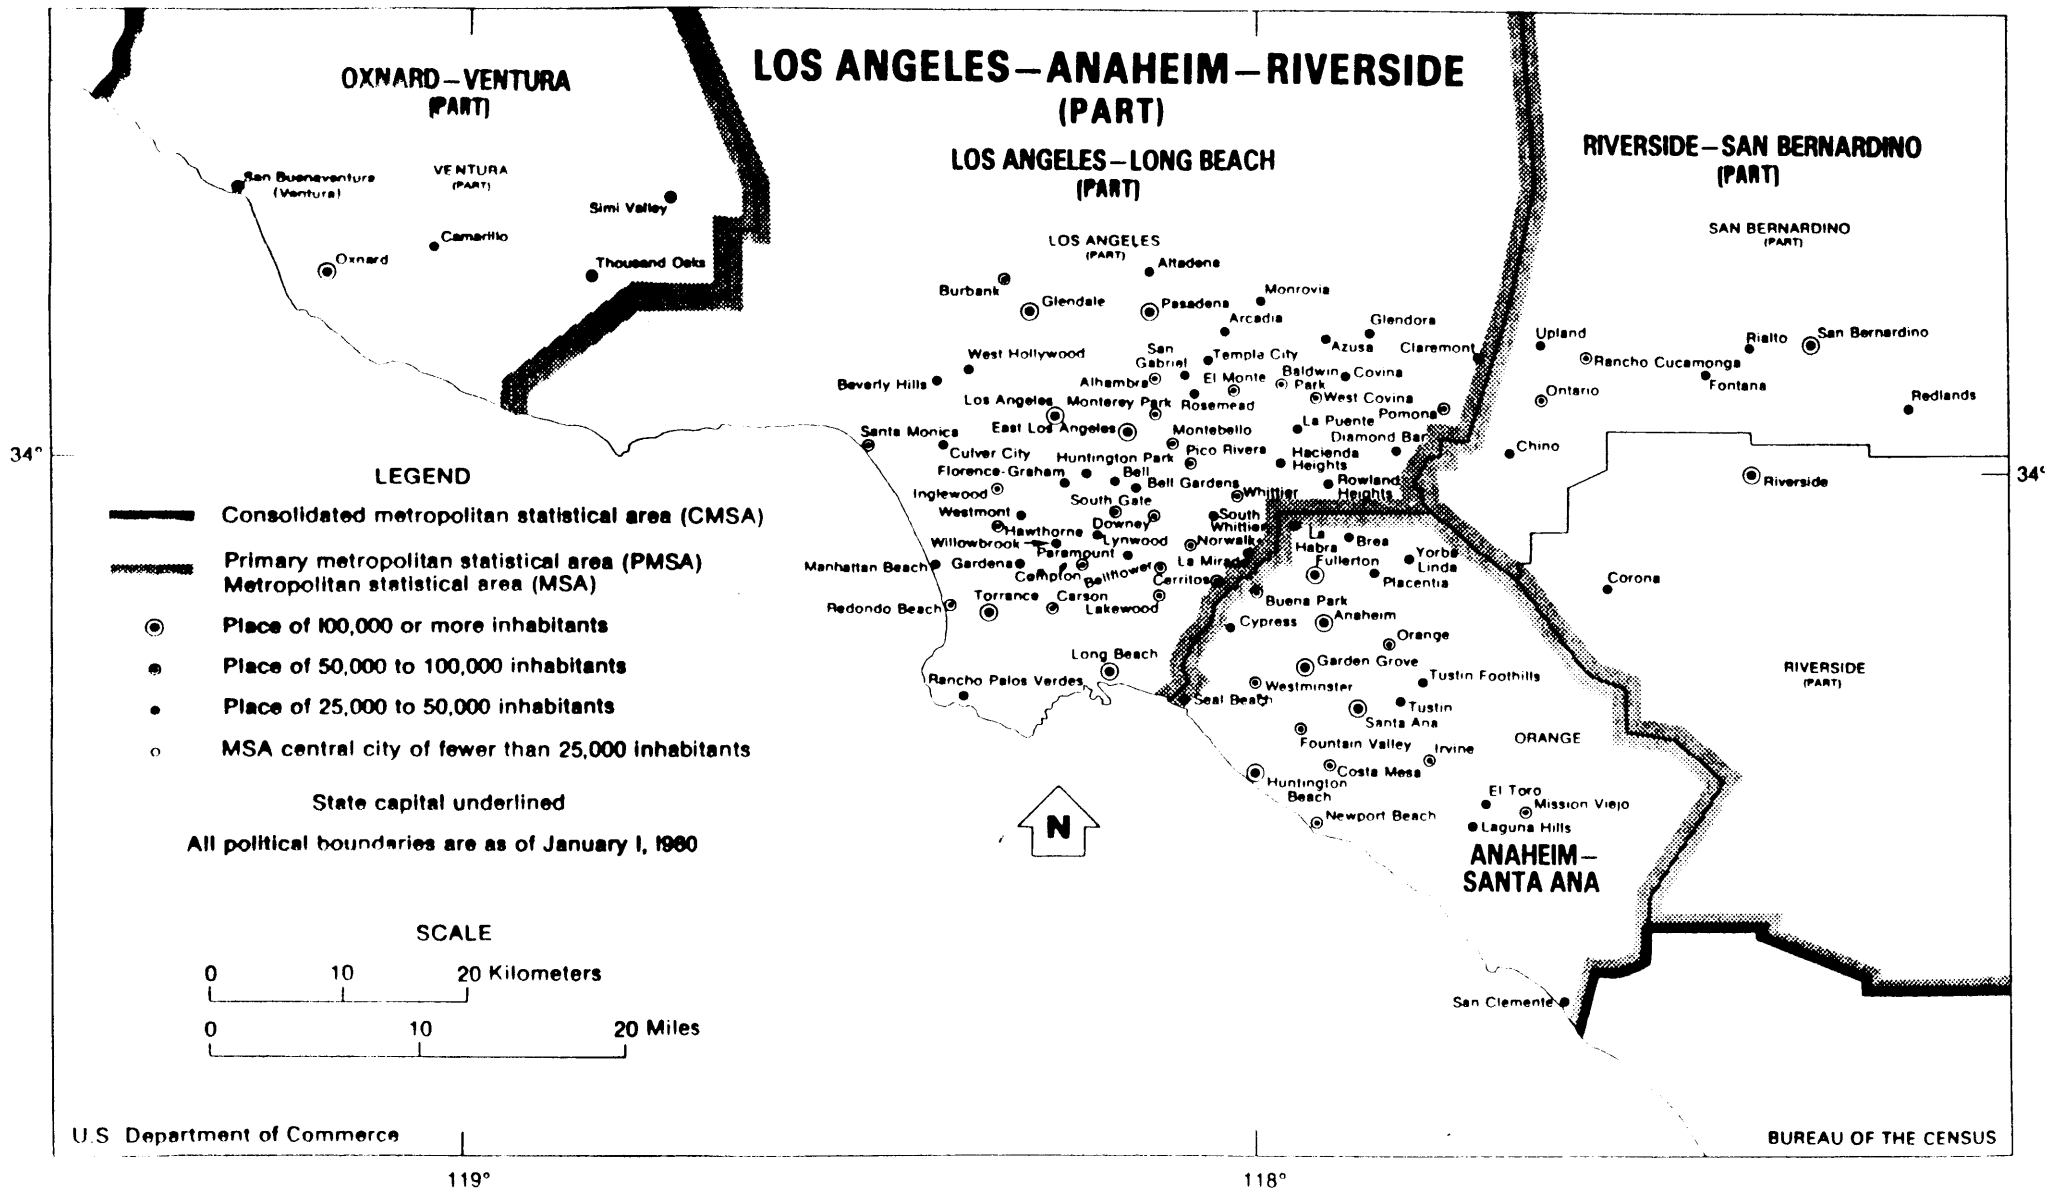 OXNARD–VENTURA
(PART)
LOS ANGELES–ANAHEIM–RIVERSIDE
(PART)
LOS ANGELES–LONG BEACH
(PART)
RIVERSIDE–SAN BERNARDINO
(PART)
VENTURA
(PART)
San Buenaventura
(Ventura)
Simi Valley
Camarillo
Oxnard
Thousand Oaks
LOS ANGELES
(PART)
SAN BERNARDINO
(PART)
Altadena
Burbank
Glendale
Pasadena
Monrovia
Arcadia
Glendora
Azusa
Claremont
Upland
Rancho Cucamonga
Rialto
San Bernardino
Fontana
Ontario
Redlands
West Hollywood
Beverly Hills
San
Gabriel
Temple City
Alhambra
El Monte
Baldwin
Park
Covina
West Covina
Los Angeles
Monterey Park
Rosemead
La Puente
Pomona
East Los Angeles
Montebello
Diamond Bar
Chino
Santa Monica
Culver City
Huntington Park
Pico Rivera
Hacienda
Heights
34°
34°
Riverside
Florence-Graham
Bell
Bell Gardens
Rowland
Heights
Inglewood
South Gate
Whittier
Westmont
Downey
South
Whittier
Hawthorne
Lynwood
La
Habra
Brea
Willowbrook
Norwalk
Paramount
Yorba
Linda
Manhattan Beach
Gardena
Compton
Bellflower
La Mirada
Fullerton
Placentia
Cerritos
Corona
Redondo Beach
Torrance
Carson
Lakewood
Buena Park
Cypress
Anaheim
Orange
Long Beach
Garden Grove
RIVERSIDE
(PART)
Rancho Palos Verdes
Westminster
Tustin Foothills
Seal Beach
Tustin
Santa Ana
Fountain Valley
Irvine
ORANGE
Costa Mesa
Huntington
Beach
El Toro
Mission Viejo
Newport Beach
Laguna Hills
ANAHEIM–
SANTA ANA
San Clemente
N
LEGEND
Consolidated metropolitan statistical area (CMSA)
Primary metropolitan statistical area (PMSA)
Metropolitan statistical area (MSA)
Place of 100,000 or more inhabitants
Place of 50,000 to 100,000 inhabitants
Place of 25,000 to 50,000 inhabitants
MSA central city of fewer than 25,000 inhabitants
State capital underlined
All political boundaries are as of January 1, 1980
SCALE
0 10 20 Kilometers
0 10 20 Miles
U.S Department of Commerce
BUREAU OF THE CENSUS
119°
118°